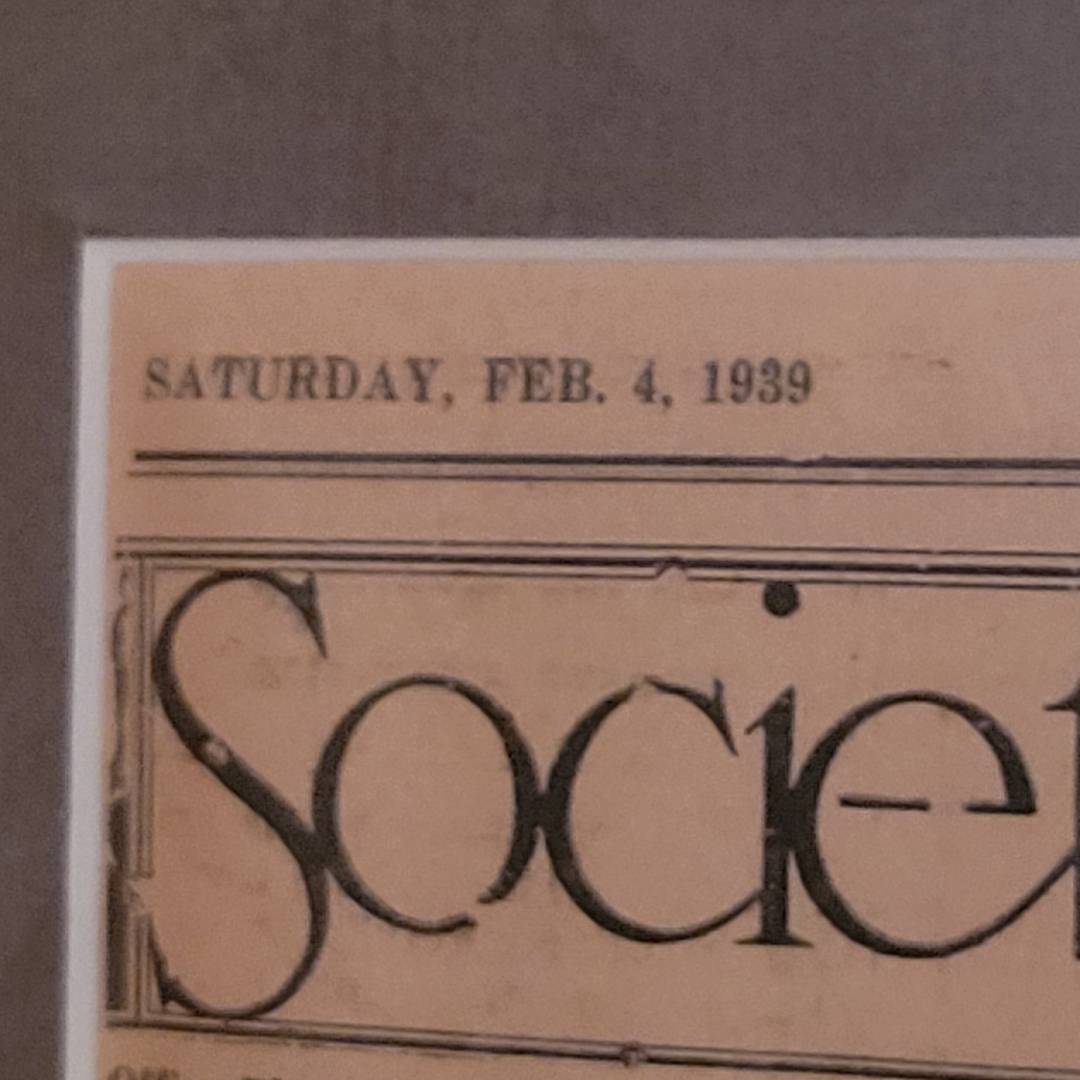 SATURDAY, FEB. 4, 1939
Societ